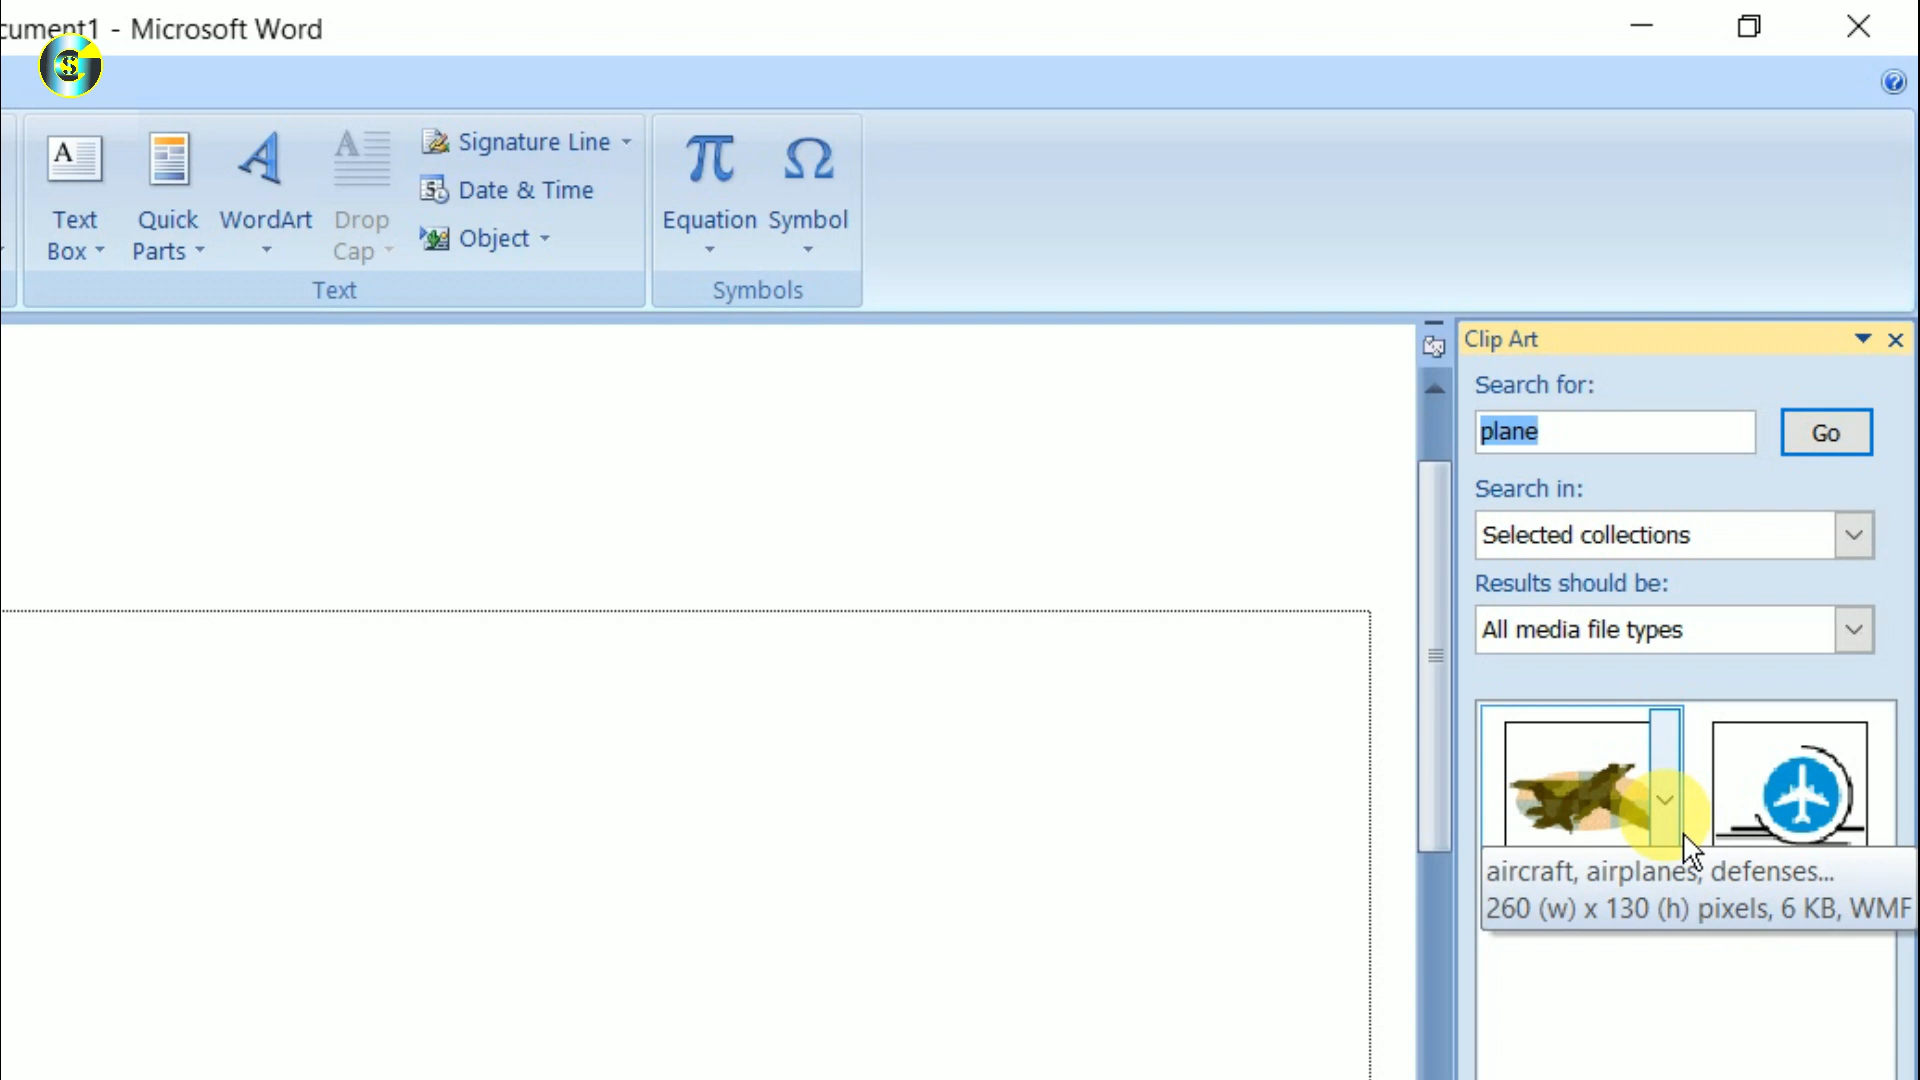 cument1 - Microsoft Word
Text Box
Quick Parts
WordArt
Drop Cap
Signature Line
Date & Time
Object
Text
Equation
Symbol
Symbols
Clip Art
Search for:
plane
Go
Search in:
Selected collections
Results should be:
All media file types
aircraft, airplanes, defenses...
260 (w) x 130 (h) pixels, 6 KB, WMF